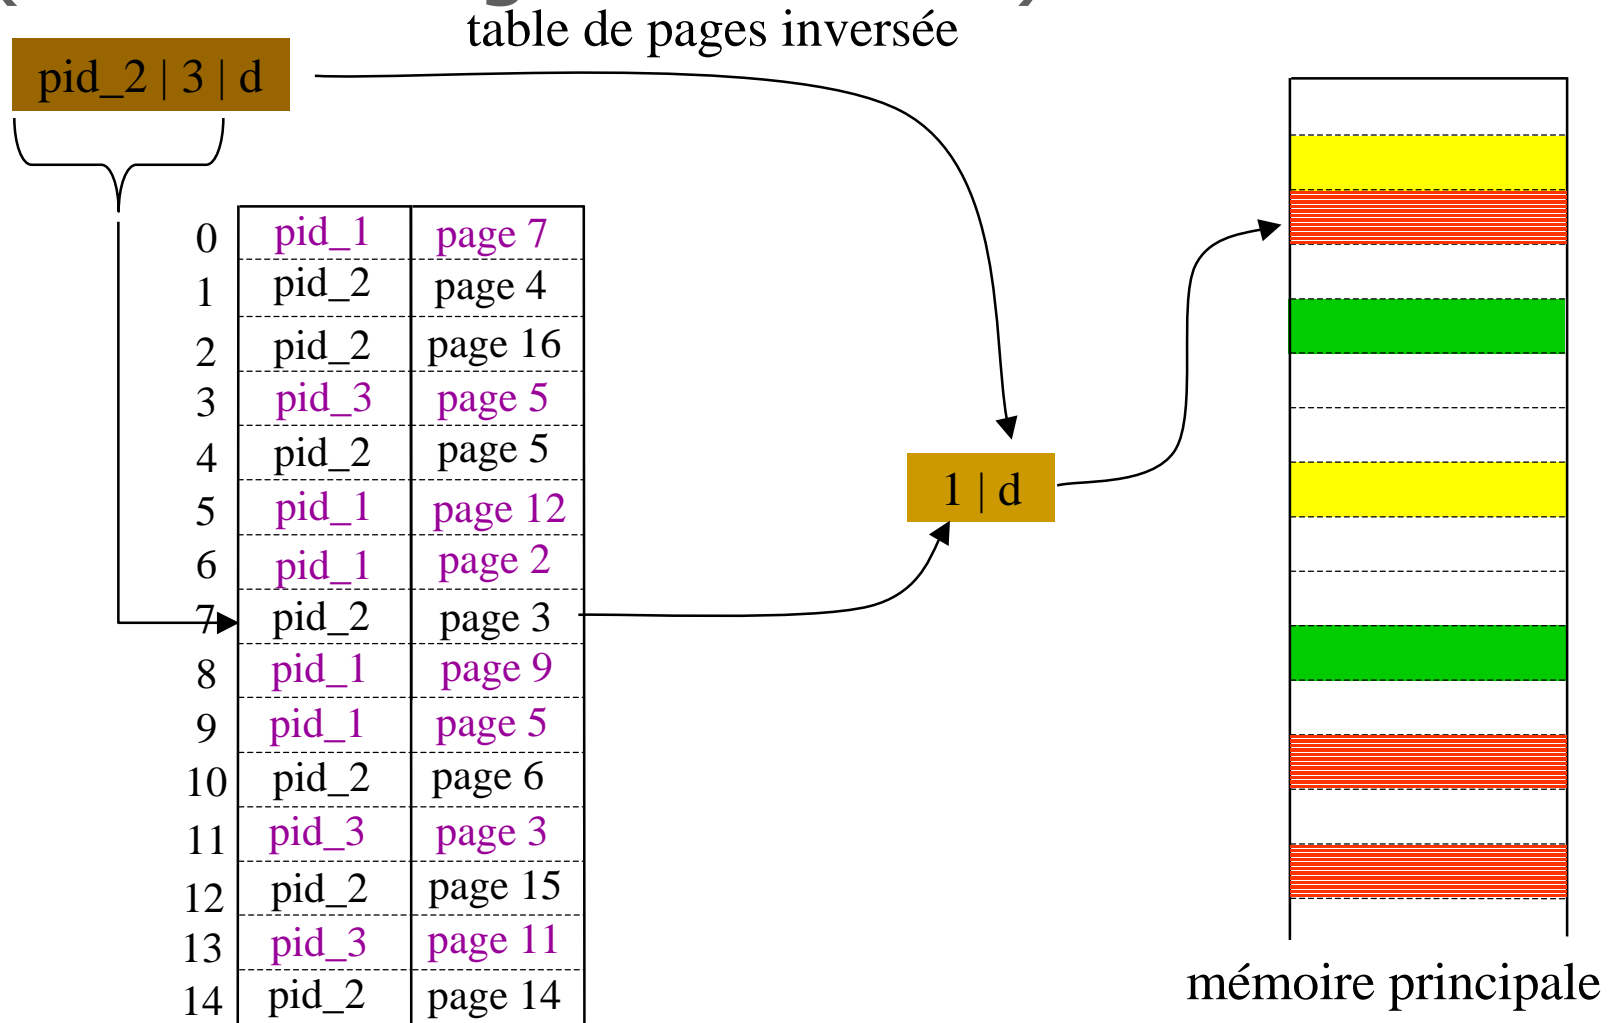 table de pages inversée
pid_2 | 3 | d
0 pid_1 page 7
1 pid_2 page 4
2 pid_2 page 16
3 pid_3 page 5
4 pid_2 page 5
5 pid_1 page 12
6 pid_1 page 2
7 pid_2 page 3
8 pid_1 page 9
9 pid_1 page 5
10 pid_2 page 6
11 pid_3 page 3
12 pid_2 page 15
13 pid_3 page 11
14 pid_2 page 14
1 | d
mémoire principale